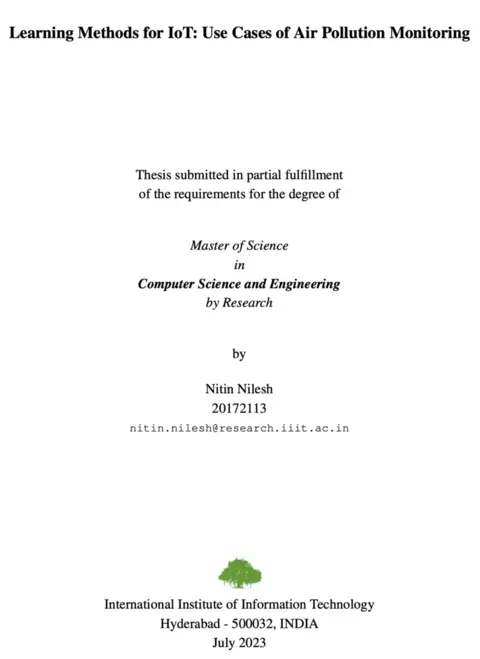 Learning Methods for IoT: Use Cases of Air Pollution Monitoring
Thesis submitted in partial fulfillment
of the requirements for the degree of
Master of Science
in
Computer Science and Engineering
by Research
by
Nitin Nilesh
20172113
nitin.nilesh@research.iiit.ac.in
International Institute of Information Technology
Hyderabad - 500032, INDIA
July 2023